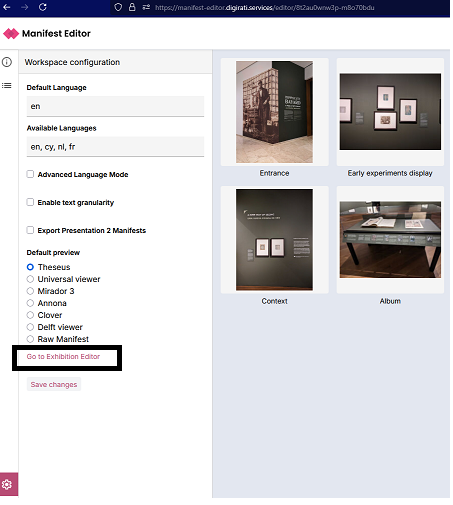 https://manifest-editor.digirati.services/editor/8t2au0wnw3p-m8o70bdu
Manifest Editor
Workspace configuration
Default Language
en
Available Languages
en, cy, nl, fr
Advanced Language Mode
Enable text granularity
Export Presentation 2 Manifests
Default preview
Theseus
Universal viewer
Mirador 3
Annona
Clover
Delft viewer
Raw Manifest
Go to Exhibition Editor
Save changes
Entrance
Early experiments display
Context
Album